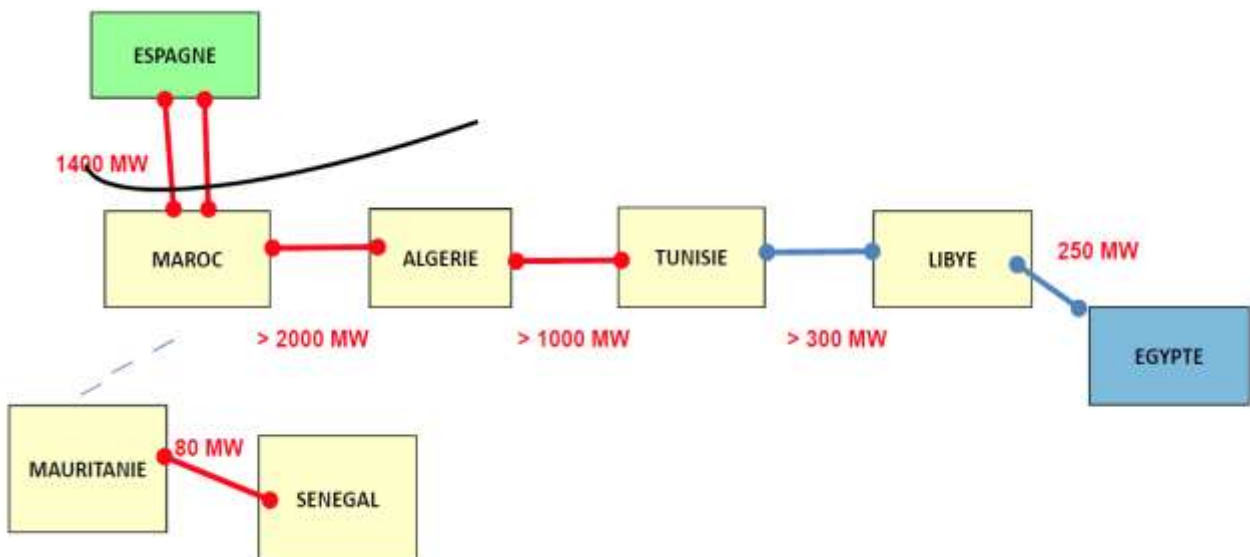 ESPAGNE
1400 MW
MAROC
ALGERIE
TUNISIE
LIBYE
250 MW
> 2000 MW
> 1000 MW
> 300 MW
EGYPTE
80 MW
MAURITANIE
SENEGAL